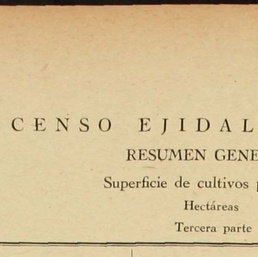 CENSO EJIDAL
RESUMEN GENE
Superficie de cultivos
Hectáreas
Tercera parte